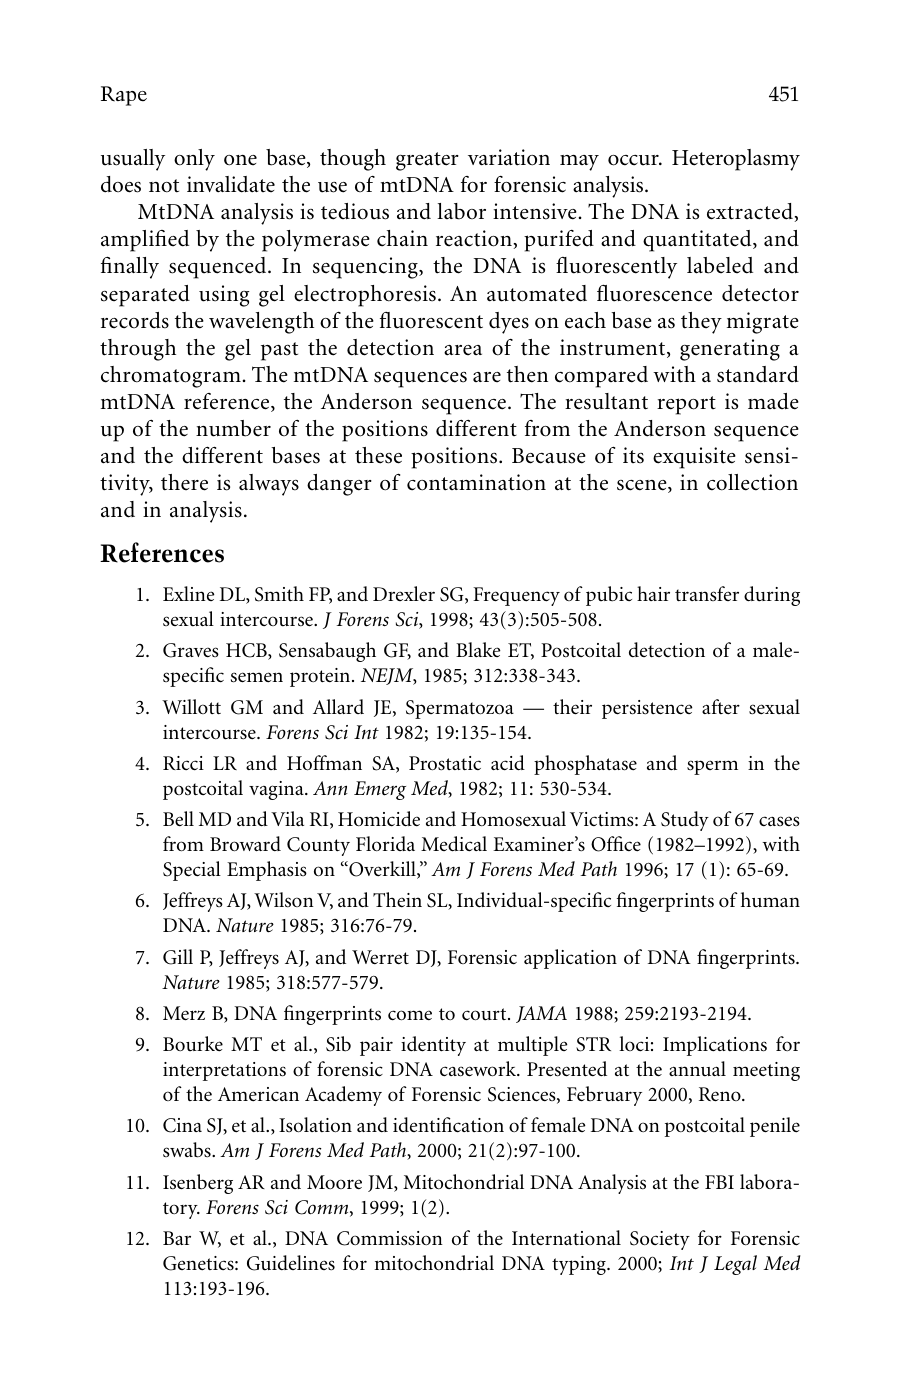 Rape 451
usually only one base, though greater variation may occur. Heteroplasmy
does not invalidate the use of mtDNA for forensic analysis.
MtDNA analysis is tedious and labor intensive. The DNA is extracted,
amplified by the polymerase chain reaction, purifed and quantitated, and
finally sequenced. In sequencing, the DNA is fluorescently labeled and
separated using gel electrophoresis. An automated fluorescence detector
records the wavelength of the fluorescent dyes on each base as they migrate
through the gel past the detection area of the instrument, generating a
chromatogram. The mtDNA sequences are then compared with a standard
mtDNA reference, the Anderson sequence. The resultant report is made
up of the number of the positions different from the Anderson sequence
and the different bases at these positions. Because of its exquisite sensi-
tivity, there is always danger of contamination at the scene, in collection
and in analysis.
References
1. Exline DL, Smith FP, and Drexler SG, Frequency of pubic hair transfer during
sexual intercourse. J Forens Sci, 1998; 43(3):505-508.
2. Graves HCB, Sensabaugh GF, and Blake ET, Postcoital detection of a male-
specific semen protein. NEJM, 1985; 312:338-343.
3. Willott GM and Allard JE, Spermatozoa — their persistence after sexual
intercourse. Forens Sci Int 1982; 19:135-154.
4. Ricci LR and Hoffman SA, Prostatic acid phosphatase and sperm in the
postcoital vagina. Ann Emerg Med, 1982; 11: 530-534.
5. Bell MD and Vila RI, Homicide and Homosexual Victims: A Study of 67 cases
from Broward County Florida Medical Examiner’s Office (1982–1992), with
Special Emphasis on “Overkill,” Am J Forens Med Path 1996; 17 (1): 65-69.
6. Jeffreys AJ, Wilson V, and Thein SL, Individual-specific fingerprints of human
DNA. Nature 1985; 316:76-79.
7. Gill P, Jeffreys AJ, and Werret DJ, Forensic application of DNA fingerprints.
Nature 1985; 318:577-579.
8. Merz B, DNA fingerprints come to court. JAMA 1988; 259:2193-2194.
9. Bourke MT et al., Sib pair identity at multiple STR loci: Implications for
interpretations of forensic DNA casework. Presented at the annual meeting
of the American Academy of Forensic Sciences, February 2000, Reno.
10. Cina SJ, et al., Isolation and identification of female DNA on postcoital penile
swabs. Am J Forens Med Path, 2000; 21(2):97-100.
11. Isenberg AR and Moore JM, Mitochondrial DNA Analysis at the FBI labora-
tory. Forens Sci Comm, 1999; 1(2).
12. Bar W, et al., DNA Commission of the International Society for Forensic
Genetics: Guidelines for mitochondrial DNA typing. 2000; Int J Legal Med
113:193-196.